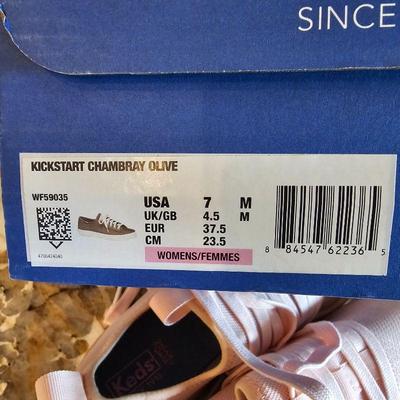 SINCE
KICKSTART CHAMBRAY OLIVE
WF59035
USA 7 M
UK/GB 4.5 M
EUR 37.5
CM 23.5
WOMENS/FEMMES
8 84547 62236 5
Keds